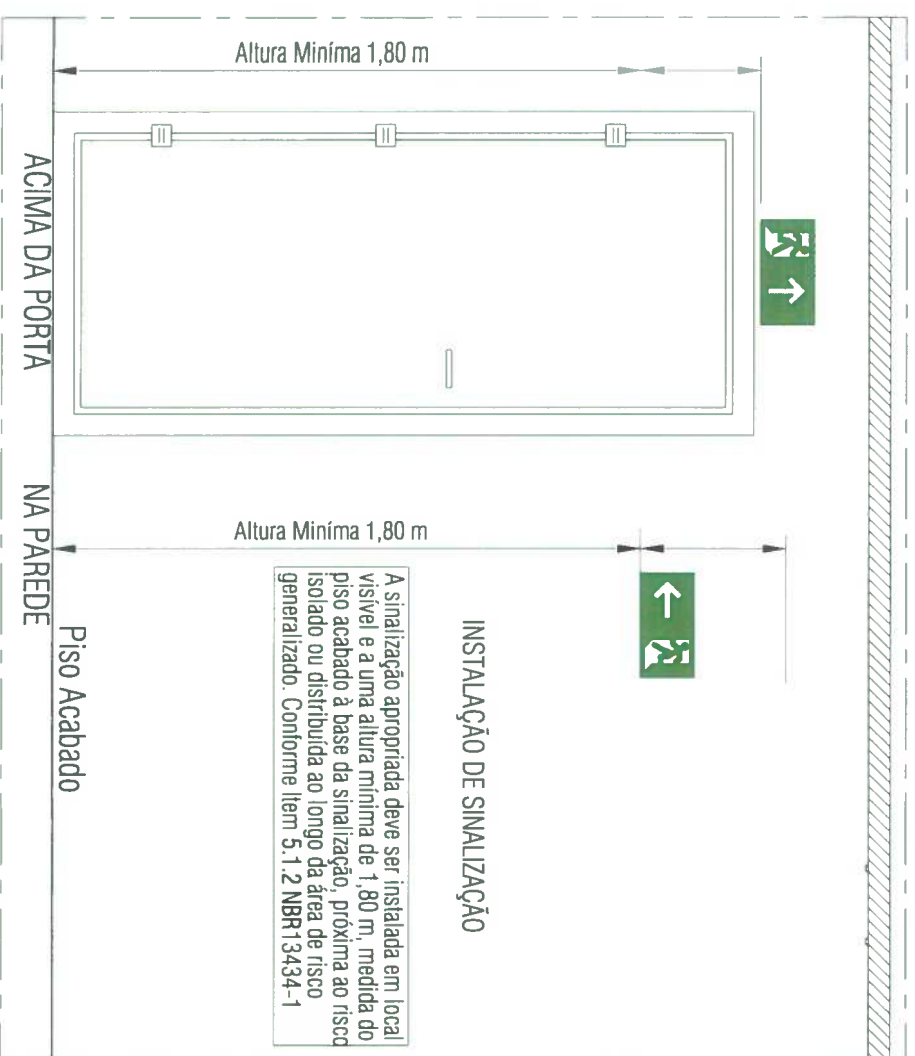 INSTALAÇÃO DE SINALIZAÇÃO
Altura Miníma 1,80 m
Altura Miníma 1,80 m
A sinalização apropriada deve ser instalada em local
visível e a uma altura mínima de 1,80 m, medida do
piso acabado à base da sinalização, próxima ao risco
isolado ou distribuída ao longo da área de risco
generalizado. Conforme Item 5.1.2 NBR13434-1
Piso Acabado
ACIMA DA PORTA
NA PAREDE